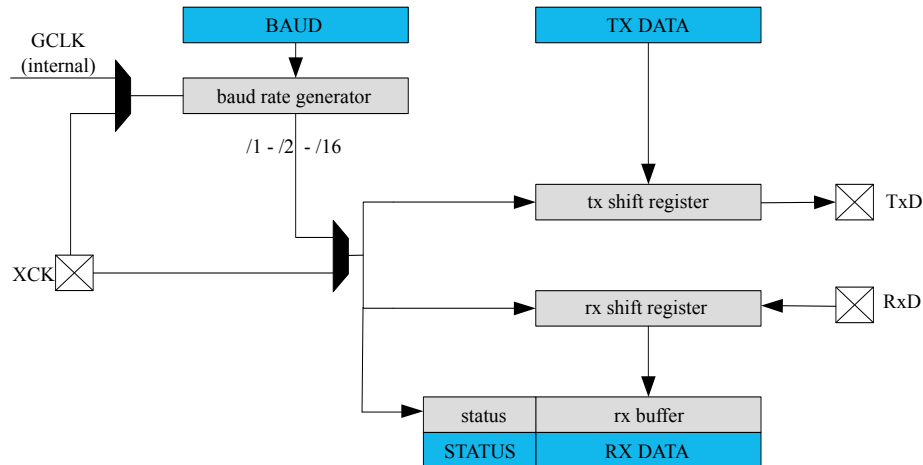 BAUD
TX DATA
GCLK
(internal)
baud rate generator
/1 - /2 - /16
tx shift register
TxD
XCK
rx shift register
RxD
status
rx buffer
STATUS
RX DATA